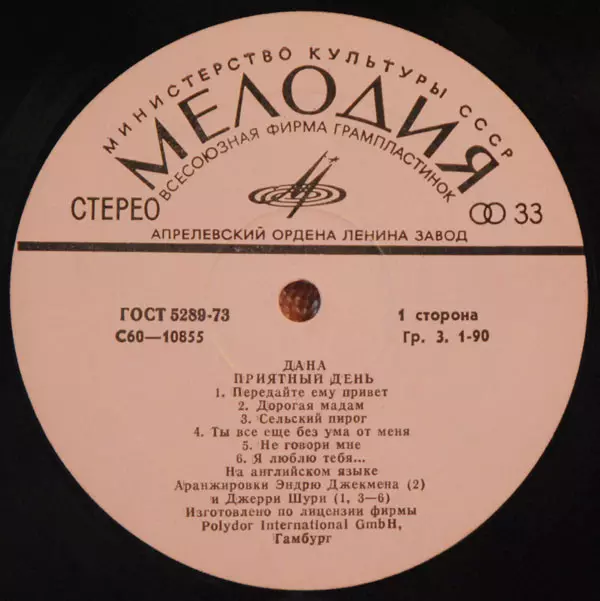 МИНИСТЕРСТВО КУЛЬТУРЫ СССР
МЕЛОДИЯ
ВСЕСОЮЗНАЯ ФИРМА ГРАМПЛАСТИНОК
СТЕРЕО 33
АПРЕЛЕВСКИЙ ОРДЕНА ЛЕНИНА ЗАВОД
ГОСТ 5289-73 1 сторона
С60—10855 Гр. 3. 1-90
ДАНА
ПРИЯТНЫЙ ДЕНЬ
1. Передайте ему привет
2. Дорогая мадам
3. Сельский пирог
4. Ты все еще без ума от меня
5. Не говори мне
6. Я люблю тебя...
На английском языке
Аранжировки Эндрю Джекмена (2)
и Джерри Шури (1, 3—6)
Изготовлено по лицензии фирмы
Polydor International GmbH,
Гамбург